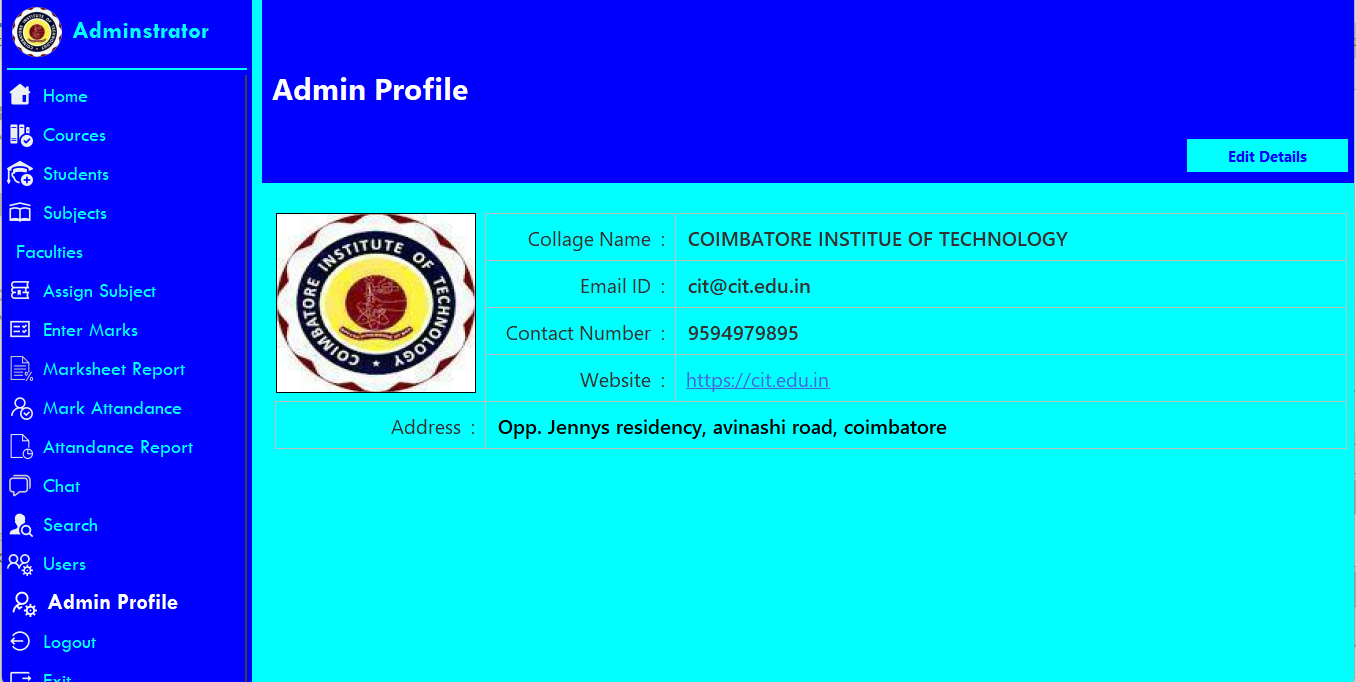 Adminstrator
Home
Cources
Students
Subjects
Faculties
Assign Subject
Enter Marks
Marksheet Report
Mark Attandance
Attandance Report
Chat
Search
Users
Admin Profile
Logout
Exit
Admin Profile
Edit Details
COIMBATORE INSTITUTE OF TECHNOLOGY
Collage Name : COIMBATORE INSTITUE OF TECHNOLOGY
Email ID : cit@cit.edu.in
Contact Number : 9594979895
Website : https://cit.edu.in
Address : Opp. Jennys residency, avinashi road, coimbatore